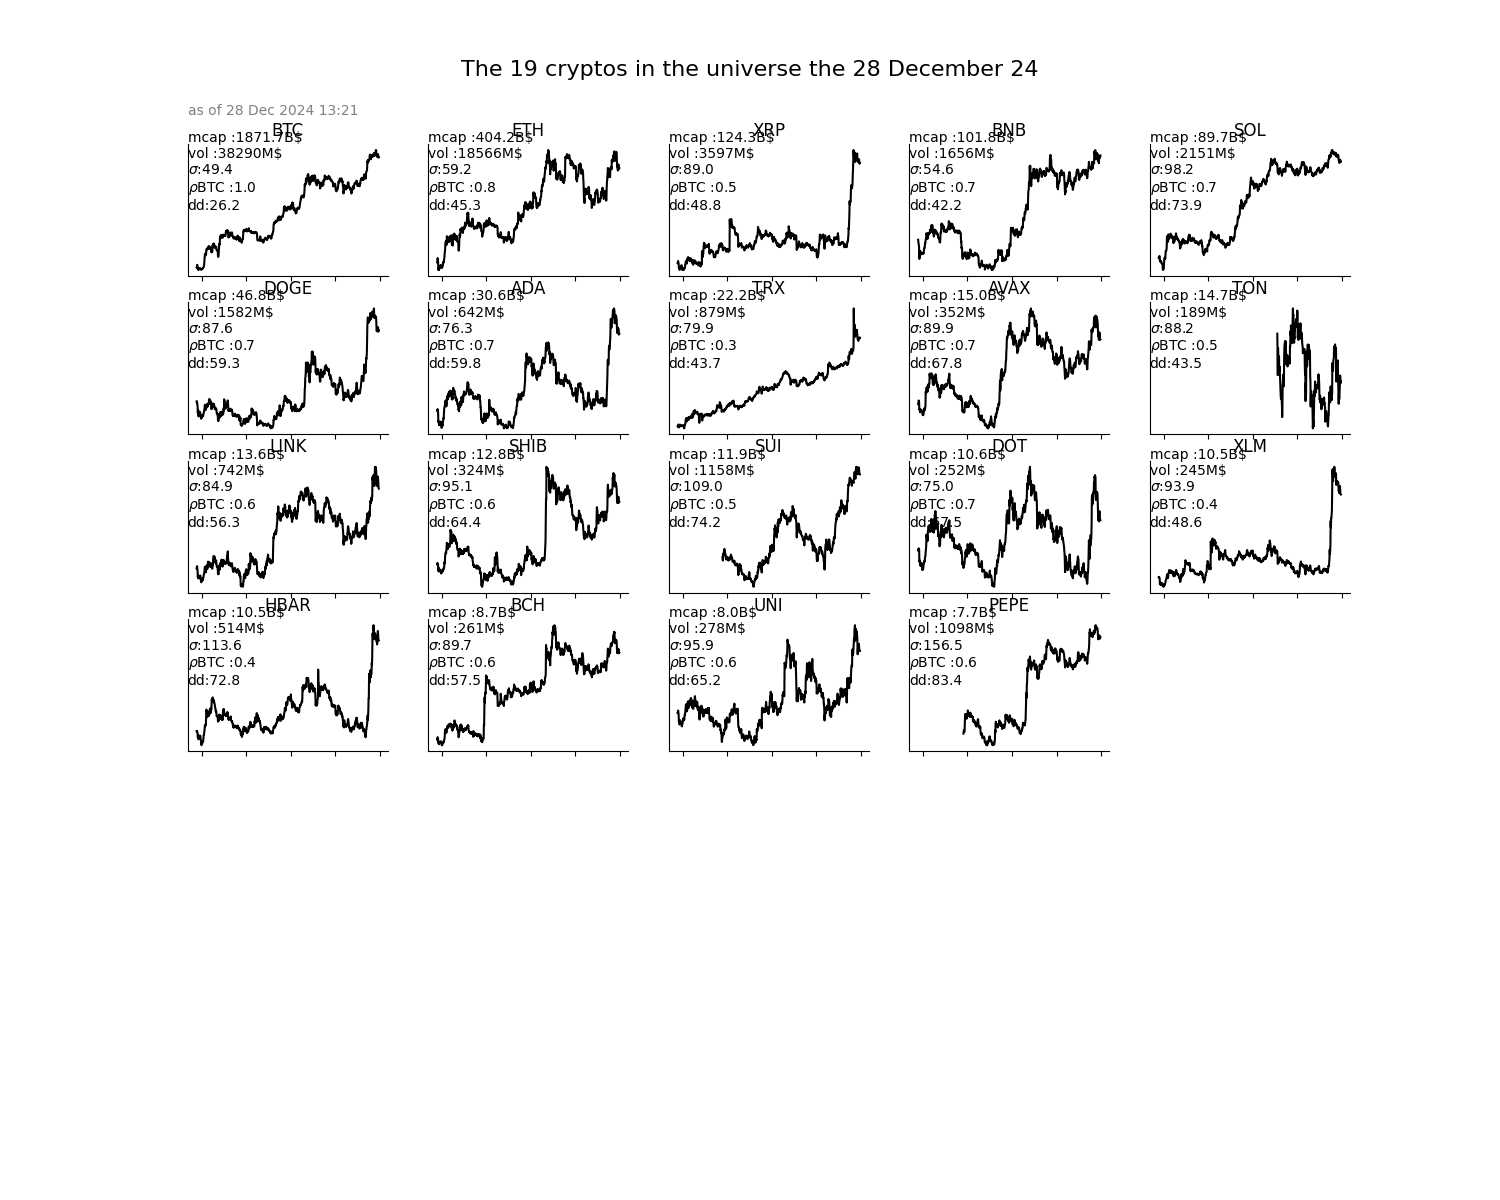 The 19 cryptos in the universe the 28 December 24
as of 28 Dec 2024 13:21
BTC
mcap :1871.7B$
vol :38290M$
σ:49.4
ρBTC :1.0
dd:26.2
ETH
mcap :404.2B$
vol :18566M$
σ:59.2
ρBTC :0.8
dd:45.3
XRP
mcap :124.3B$
vol :3597M$
σ:89.0
ρBTC :0.5
dd:48.8
BNB
mcap :101.8B$
vol :1656M$
σ:54.6
ρBTC :0.7
dd:42.2
SOL
mcap :89.7B$
vol :2151M$
σ:98.2
ρBTC :0.7
dd:73.9
DOGE
mcap :46.8B$
vol :1582M$
σ:87.6
ρBTC :0.7
dd:59.3
ADA
mcap :30.6B$
vol :642M$
σ:76.3
ρBTC :0.7
dd:59.8
TRX
mcap :22.2B$
vol :879M$
σ:79.9
ρBTC :0.3
dd:43.7
AVAX
mcap :15.0B$
vol :352M$
σ:89.9
ρBTC :0.7
dd:67.8
TON
mcap :14.7B$
vol :189M$
σ:88.2
ρBTC :0.5
dd:43.5
LINK
mcap :13.6B$
vol :742M$
σ:84.9
ρBTC :0.6
dd:56.3
SHIB
mcap :12.8B$
vol :324M$
σ:95.1
ρBTC :0.6
dd:64.4
SUI
mcap :11.9B$
vol :1158M$
σ:109.0
ρBTC :0.5
dd:74.2
DOT
mcap :10.6B$
vol :252M$
σ:75.0
ρBTC :0.7
XLM
mcap :10.5B$
vol :245M$
σ:93.9
ρBTC :0.4
dd:48.6
HBAR
mcap :10.5B$
vol :514M$
σ:113.6
ρBTC :0.4
dd:72.8
BCH
mcap :8.7B$
vol :261M$
σ:89.7
ρBTC :0.6
dd:57.5
UNI
mcap :8.0B$
vol :278M$
σ:95.9
ρBTC :0.6
dd:65.2
PEPE
mcap :7.7B$
vol :1098M$
σ:156.5
ρBTC :0.6
dd:83.4